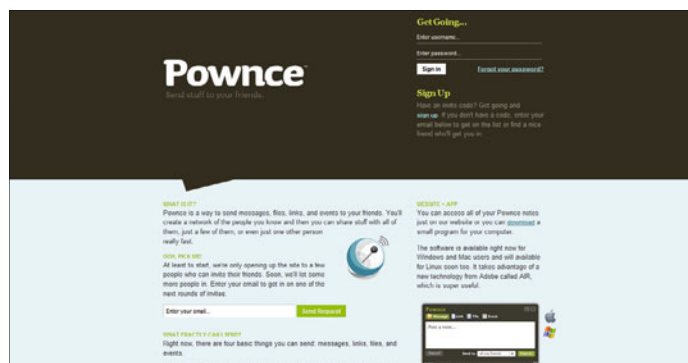 Pownce™
Send stuff to your friends.
Get Going...
Enter username...
Enter password...
Sign in
Forgot your password?
Sign Up
Have an invite code? Get going and
sign up. If you don't have a code, enter your
email below to get on the list or find a nice
friend who'll get you in.
WHAT IS IT?
Pownce is a way to send messages, files, links, and events to your friends. You'll
create a network of the people you know and then you can share stuff with all of
them, just a few of them, or even just one other person
really fast.
OOH, PICK ME!
At least to start, we're only opening up the site to a few
people who can invite their friends. Soon, we'll let some
more people in. Enter your email to get in on one of the
next rounds of invites.
Enter your email...
Send Request
WHAT EXACTLY CAN I SEND?
Right now, there are four basic things you can send: messages, links, files, and
events.
WEBSITE + APP
You can access all of your Pownce notes
just on our website or you can download a
small program for your computer.
The software is available right now for
Windows and Mac users and will available
for Linux soon too. It takes advantage of a
new technology from Adobe called AIR,
which is super useful.
Pownce
Message Link File Event
Post a note...
Cancel
Send to